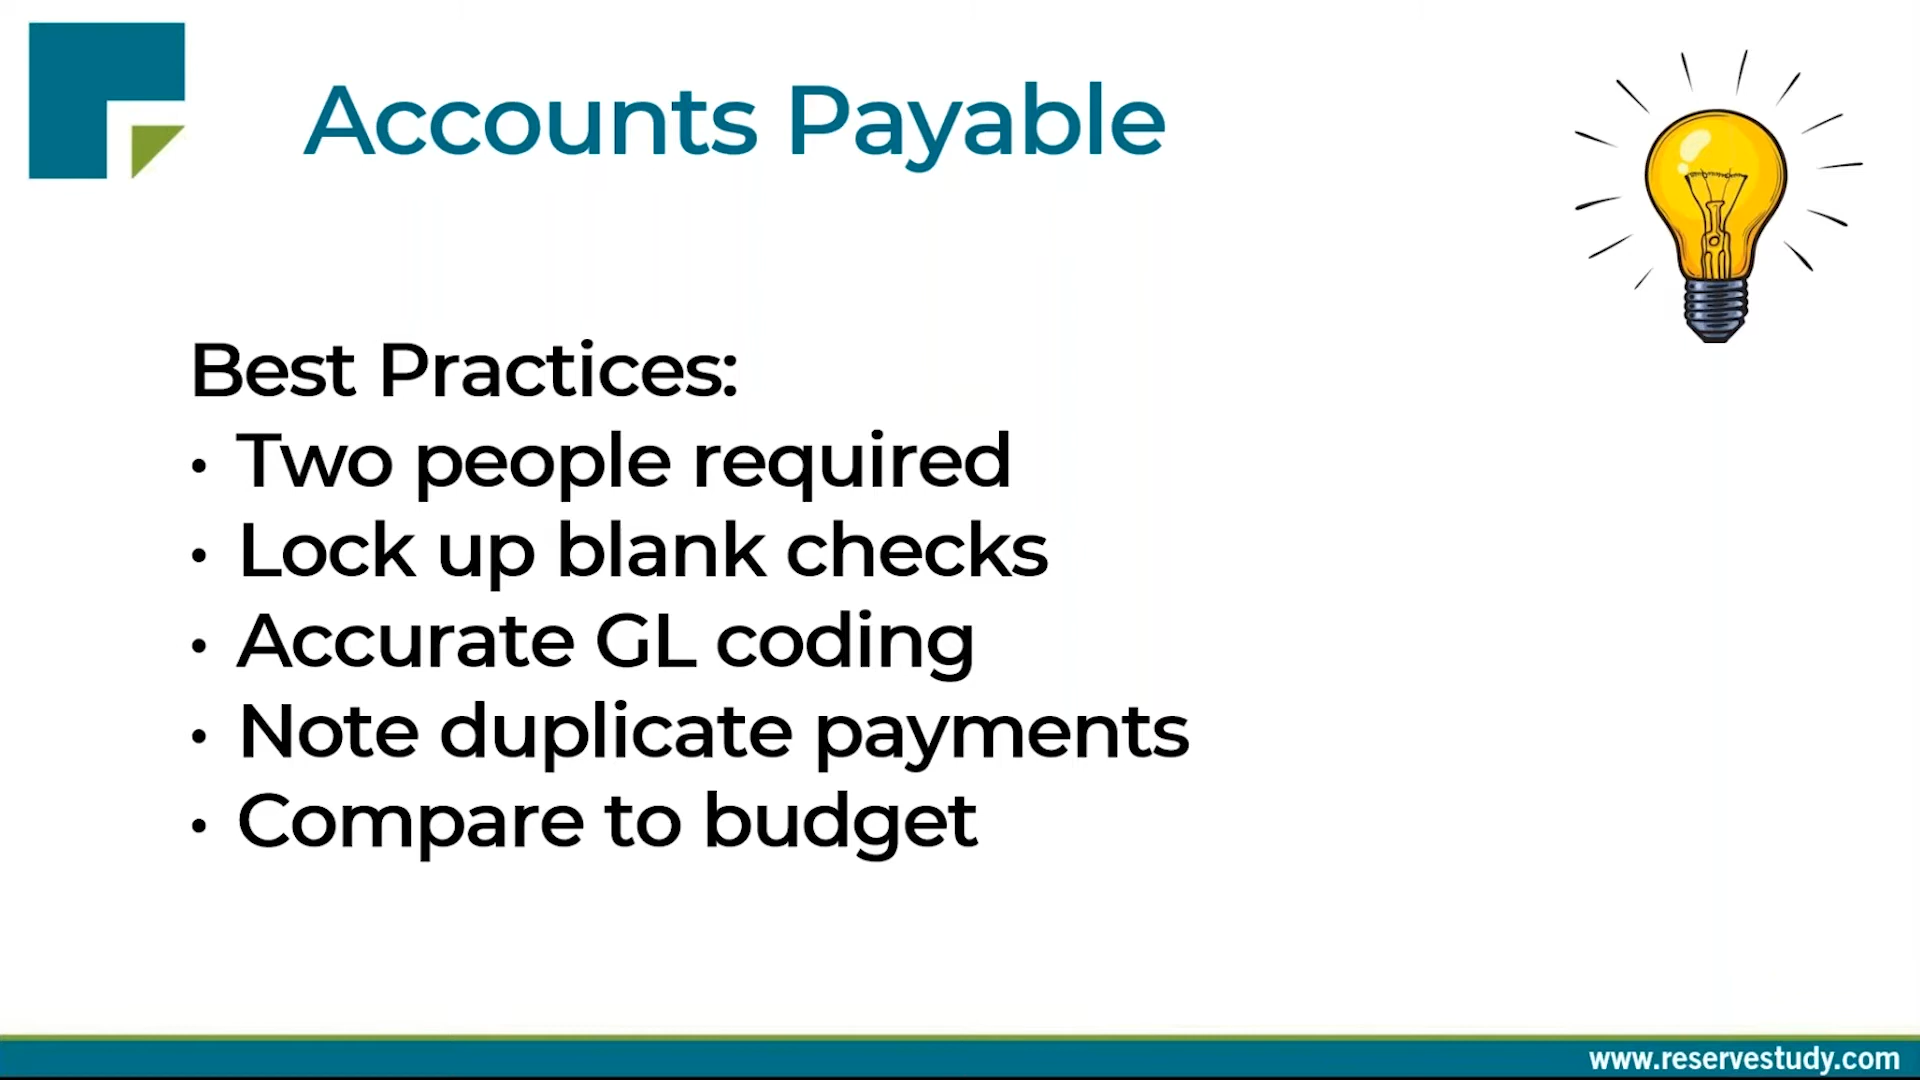 Accounts Payable
Best Practices:
• Two people required
• Lock up blank checks
• Accurate GL coding
• Note duplicate payments
• Compare to budget
www.reservestudy.com